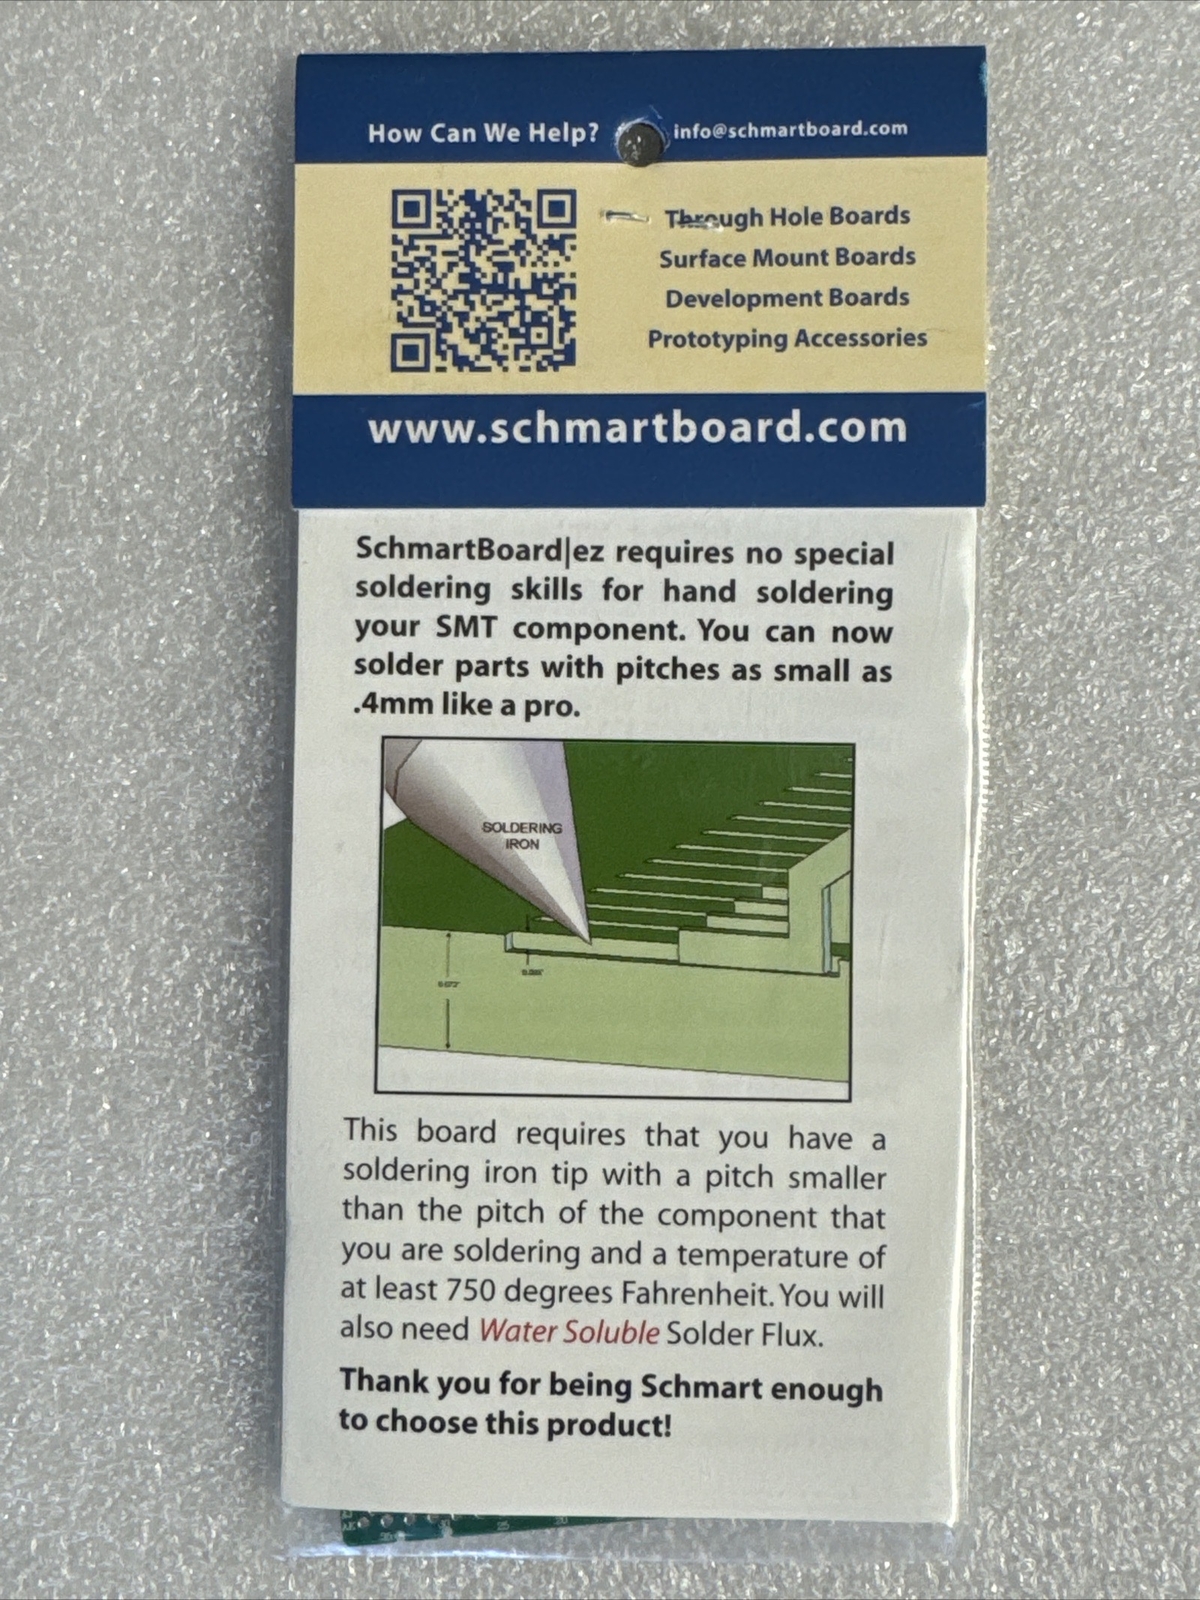 How Can We Help?
info@schmartboard.com
Through Hole Boards
Surface Mount Boards
Development Boards
Prototyping Accessories
www.schmartboard.com
SchmartBoard|ez requires no special
soldering skills for hand soldering
your SMT component. You can now
solder parts with pitches as small as
.4mm like a pro.
SOLDERING
IRON
This board requires that you have a
soldering iron tip with a pitch smaller
than the pitch of the component that
you are soldering and a temperature of
at least 750 degrees Fahrenheit. You will
also need Water Soluble Solder Flux.
Thank you for being Schmart enough
to choose this product!